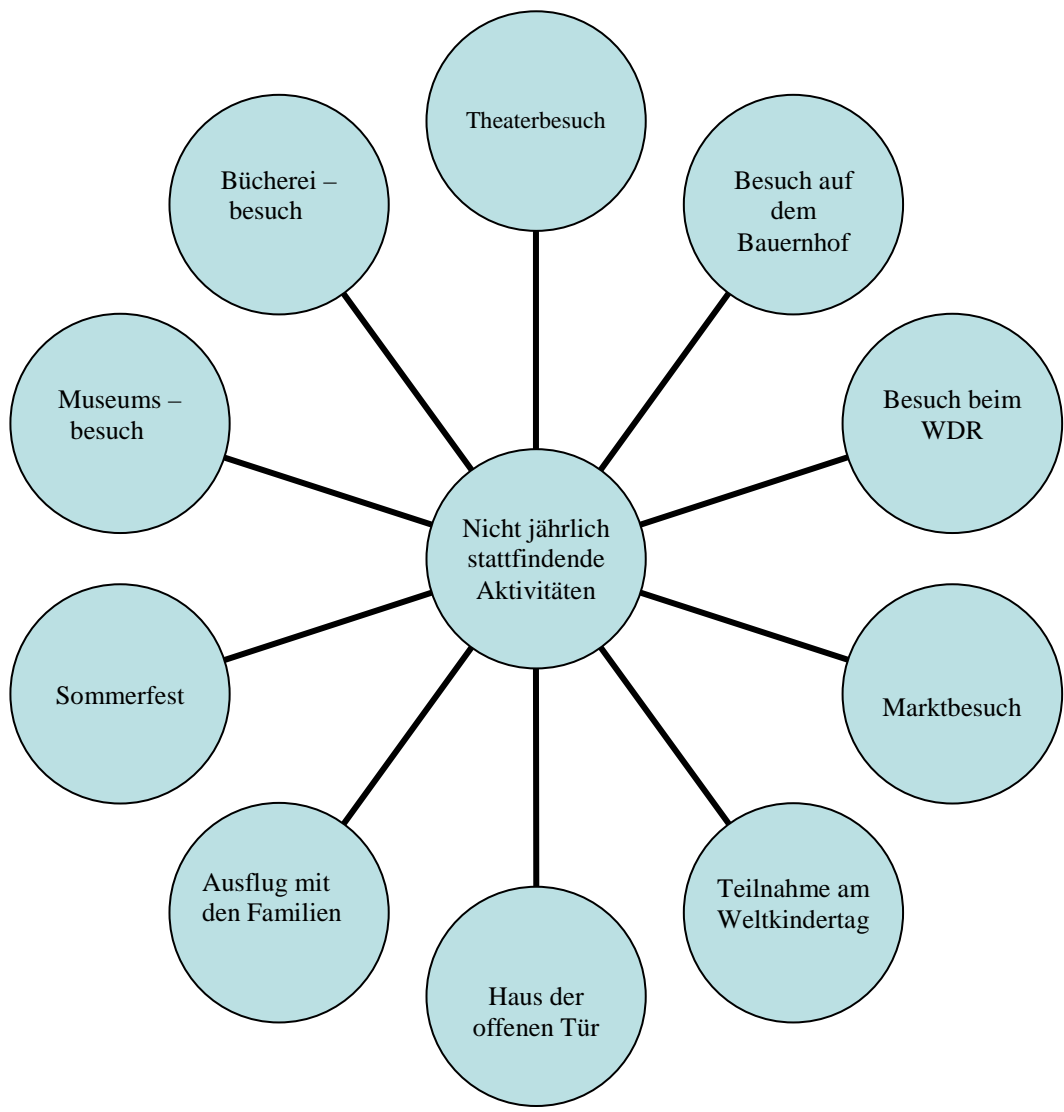 Theaterbesuch
Bücherei –
besuch
Besuch auf
dem
Bauernhof
Museums –
besuch
Besuch beim
WDR
Nicht jährlich
stattfindende
Aktivitäten
Sommerfest
Marktbesuch
Ausflug mit
den Familien
Teilnahme am
Weltkindertag
Haus der
offenen Tür